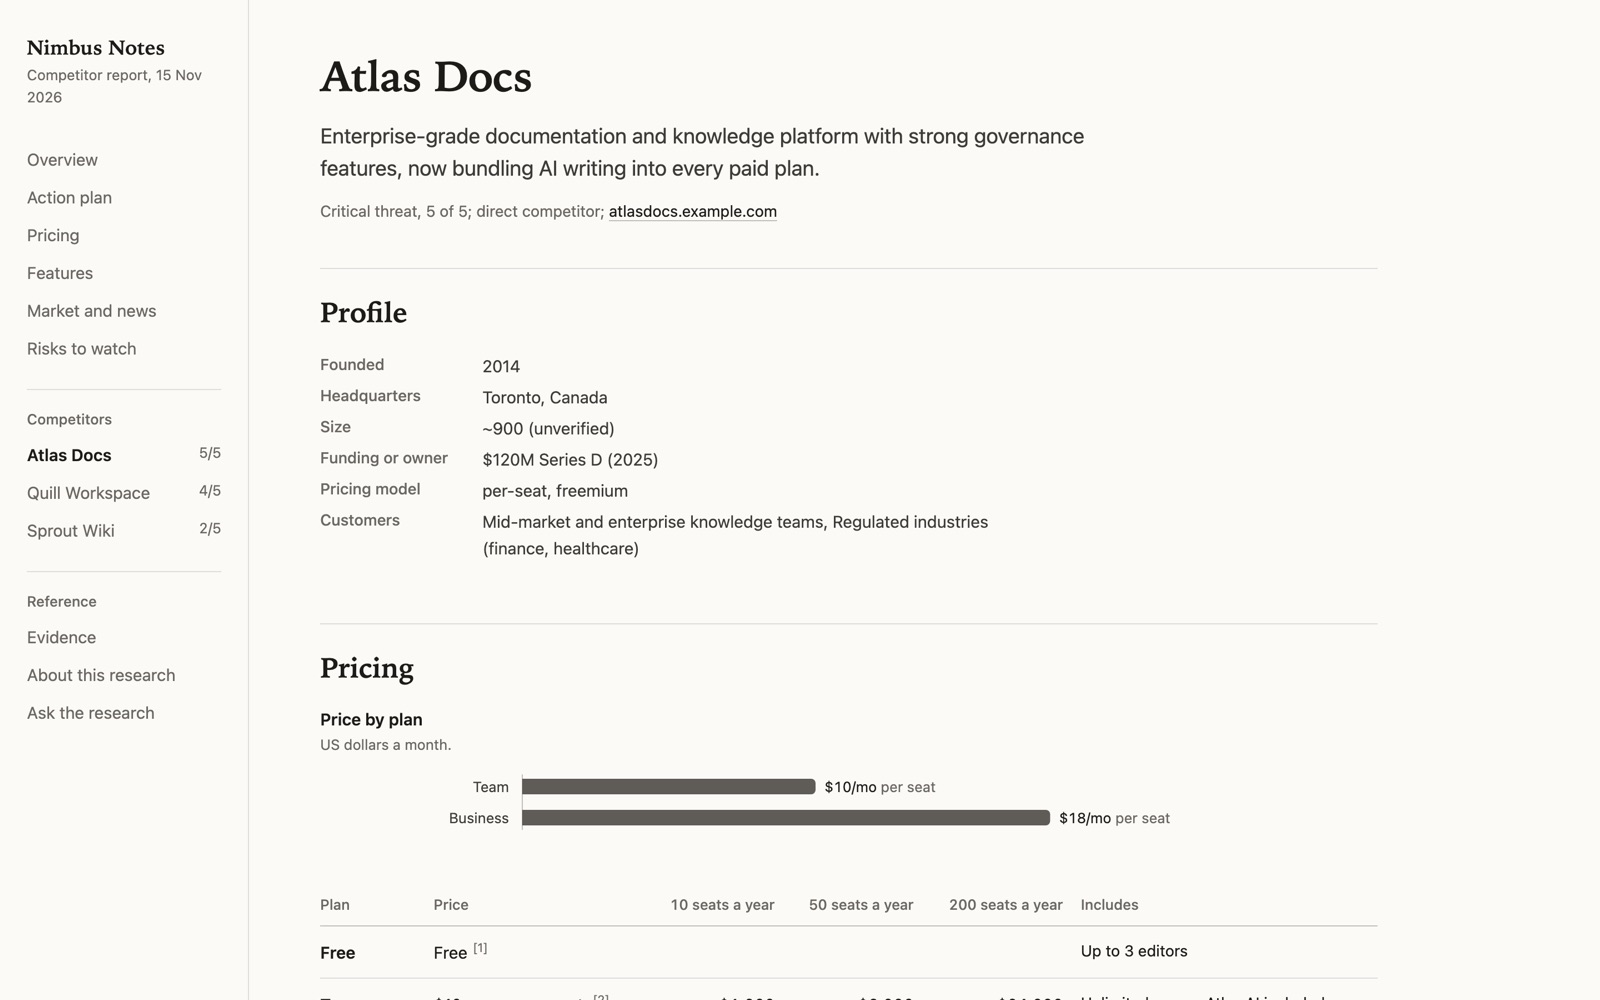 Nimbus Notes
Competitor report, 15 Nov
2026
Overview
Action plan
Pricing
Features
Market and news
Risks to watch
Competitors
Atlas Docs 5/5
Quill Workspace 4/5
Sprout Wiki 2/5
Reference
Evidence
About this research
Ask the research
Atlas Docs
Enterprise-grade documentation and knowledge platform with strong governance
features, now bundling AI writing into every paid plan.
Critical threat, 5 of 5; direct competitor; atlasdocs.example.com
Profile
Founded 2014
Headquarters Toronto, Canada
Size ~900 (unverified)
Funding or owner $120M Series D (2025)
Pricing model per-seat, freemium
Customers Mid-market and enterprise knowledge teams, Regulated industries
(finance, healthcare)
Pricing
Price by plan
US dollars a month.
Team $10/mo per seat
Business $18/mo per seat
Plan Price 10 seats a year 50 seats a year 200 seats a year Includes
Free Free [1] Up to 3 editors
[2]